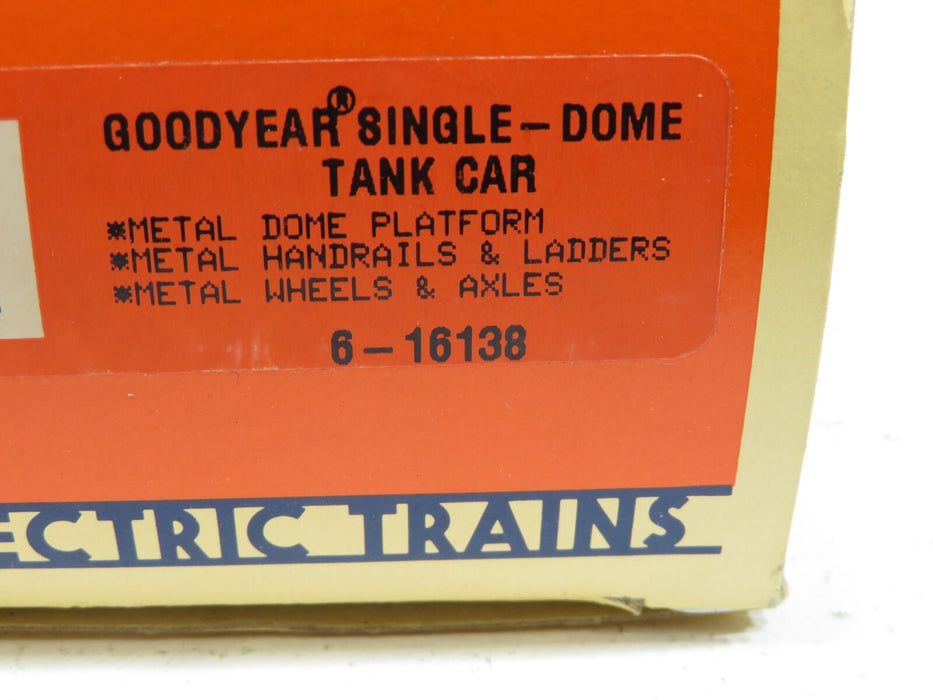 GOODYEAR® SINGLE-DOME
TANK CAR
*METAL DOME PLATFORM
*METAL HANDRAILS & LADDERS
*METAL WHEELS & AXLES
6-16138
ECTRIC TRAINS